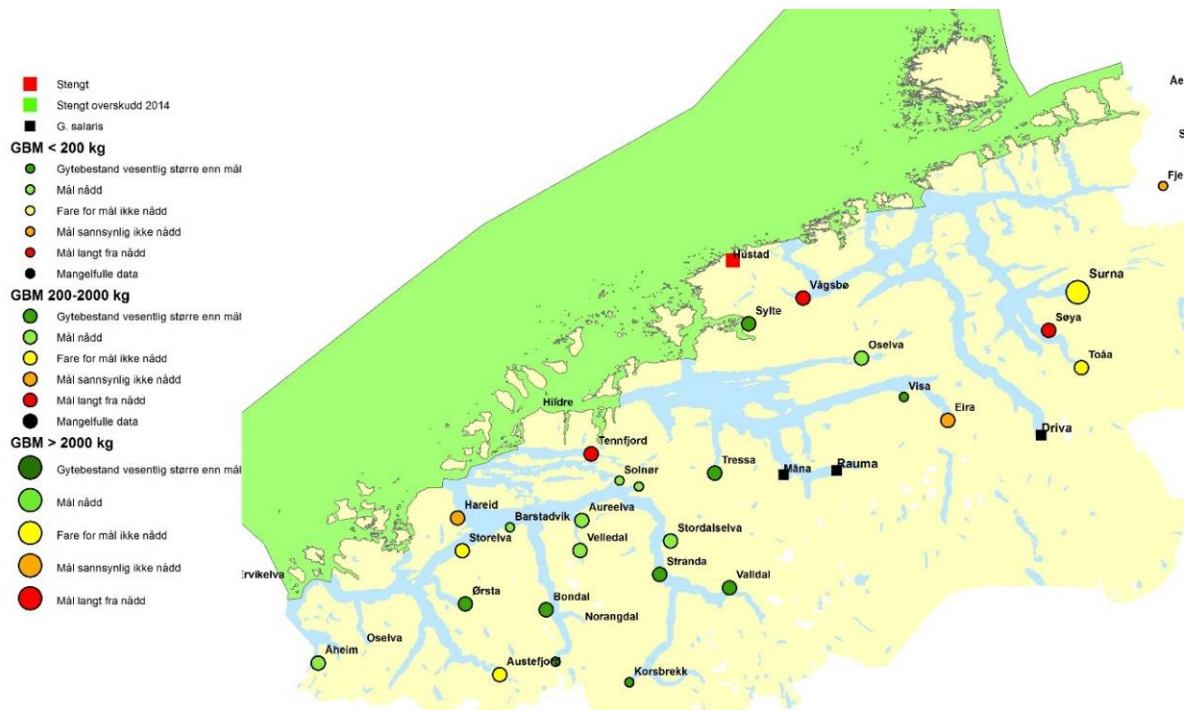 Stengt
Stengt overskudd 2014
G. salaris
GBM < 200 kg
Gytebestand vesentlig større enn mål
Mål nådd
Fare for mål ikke nådd
Mål sannsynlig ikke nådd
Mål langt fra nådd
Mangelfulle data
GBM 200-2000 kg
Gytebestand vesentlig større enn mål
Mål nådd
Fare for mål ikke nådd
Mål sannsynlig ikke nådd
Mål langt fra nådd
Mangelfulle data
GBM > 2000 kg
Gytebestand vesentlig større enn mål
Mål nådd
Fare for mål ikke nådd
Mål sannsynlig ikke nådd
Mål langt fra nådd
Ae
S
Fje
Hustad
Surna
Vågsbø
Sylte
Søya
Oselva
Toåa
Visa
Hildre
Eira
Driva
Tennfjord
Tressa
Måna
Rauma
Solnør
Hareid
Barstadvik
Aureelva
Stordalselva
Storelva
Velledal
Stranda
Ervikelva
Valldal
Ørsta
Bondal
Norangdal
Oselva
Åheim
Austefjord
Korsbrekk